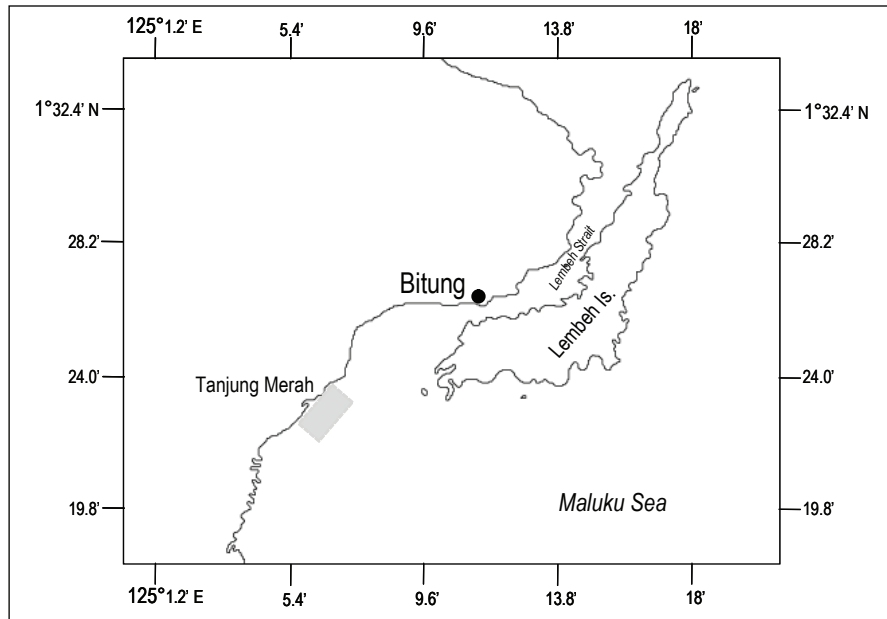 125°1.2' E 5.4' 9.6' 13.8' 18'
1°32.4' N 1°32.4' N
28.2' 28.2'
Lembeh Strait
Bitung
Lembeh Is.
24.0' 24.0'
Tanjung Merah
19.8' Maluku Sea 19.8'
125°1.2' E 5.4' 9.6' 13.8' 18'